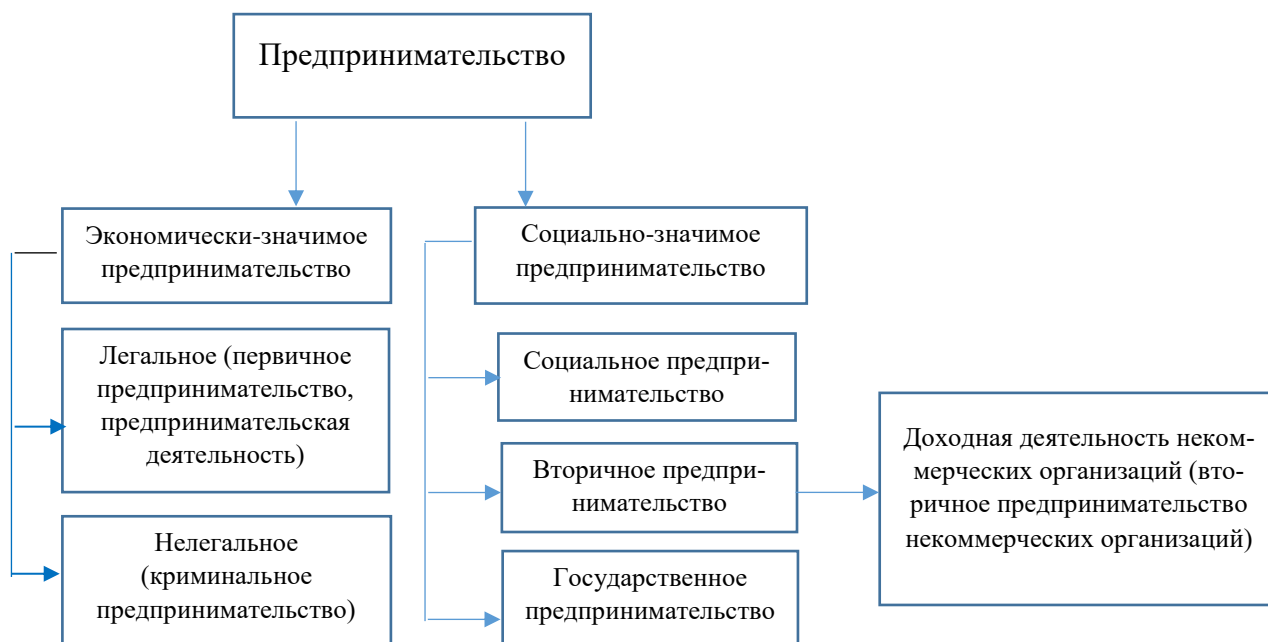 Предпринимательство
Экономически-значимое
предпринимательство
Социально-значимое
предпринимательство
Легальное (первичное
предпринимательство,
предпринимательская
деятельность)
Социальное предпри-
нимательство
Вторичное предпри-
нимательство
Доходная деятельность неком-
мерческих организаций (вто-
ричное предпринимательство
некоммерческих организаций)
Нелегальное
(криминальное
предпринимательство)
Государственное
предпринимательство